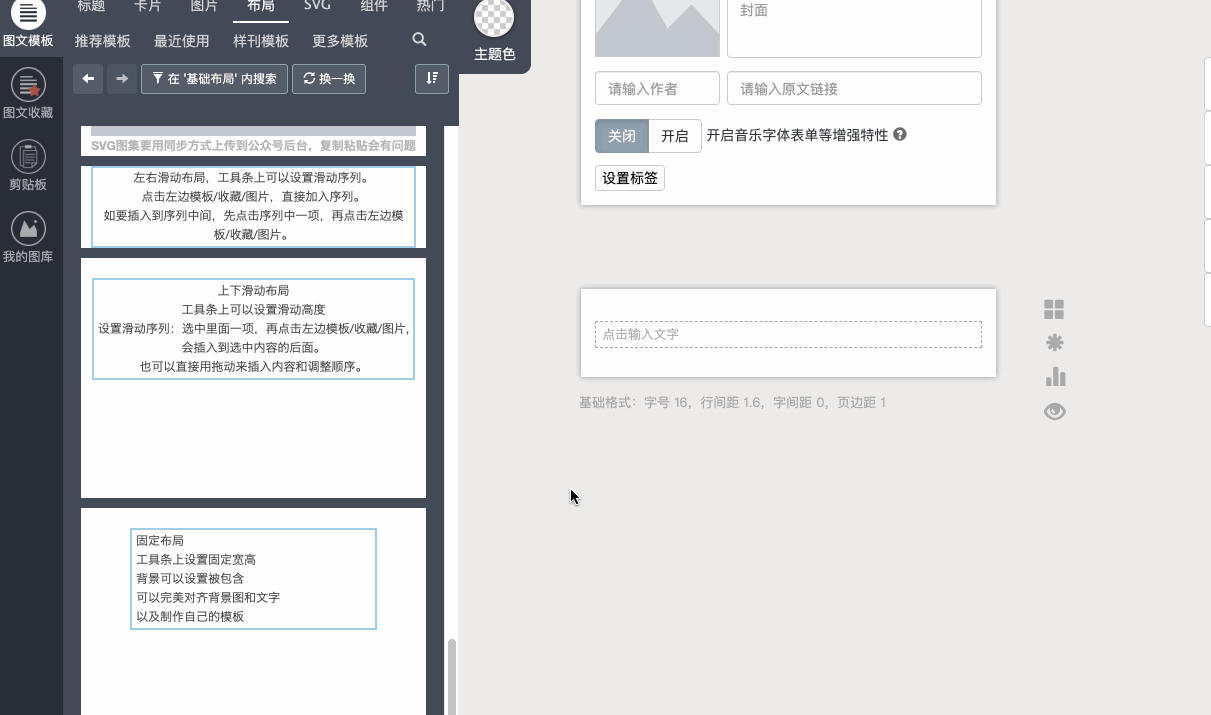 标题 卡片 图片 布局 SVG 组件 热门
图文模板
推荐模板 最近使用 样刊模板 更多模板
主题色
在 '基础布局' 内搜索 换一换
图文收藏
剪贴板
我的图库
SVG图集要用同步方式上传到公众号后台，复制粘贴会有问题
左右滑动布局，工具条上可以设置滑动序列。
点击左边模板/收藏/图片，直接加入序列。
如要插入到序列中间，先点击序列中一项，再点击左边模
板/收藏/图片。
上下滑动布局
工具条上可以设置滑动高度
设置滑动序列：选中里面一项，再点击左边模板/收藏/图片，
会插入到选中内容的后面。
也可以直接用拖动来插入内容和调整顺序。
固定布局
工具条上设置固定宽高
背景可以设置被包含
可以完美对齐背景图和文字
以及制作自己的模板
封面
请输入作者 请输入原文链接
关闭 开启 开启音乐字体表单等增强特性
设置标签
点击输入文字
基础格式：字号 16，行间距 1.6，字间距 0，页边距 1